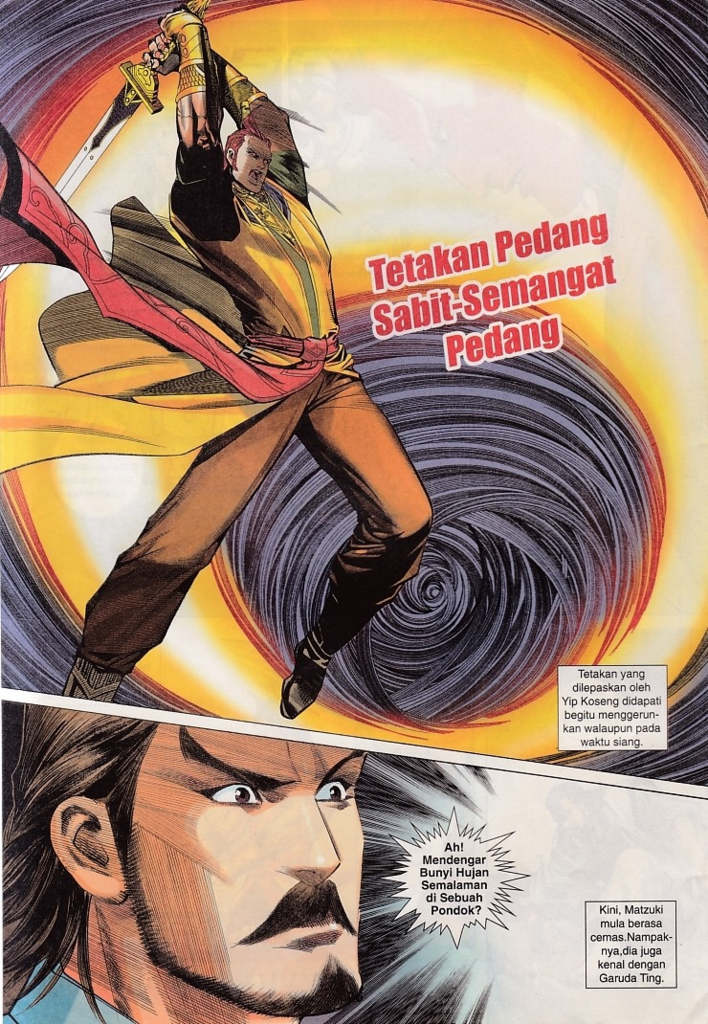 Tetakan Pedang
Sabit-Semangat
Pedang
Tetakan yang
dilepaskan oleh
Yip Koseng didapati
begitu menggerun-
kan walaupun pada
waktu siang.
Ah!
Mendengar
Bunyi Hujan
Semalaman
di Sebuah
Pondok?
Kini, Matzuki
mula berasa
cemas.Nampak-
nya,dia juga
kenal dengan
Garuda Ting.